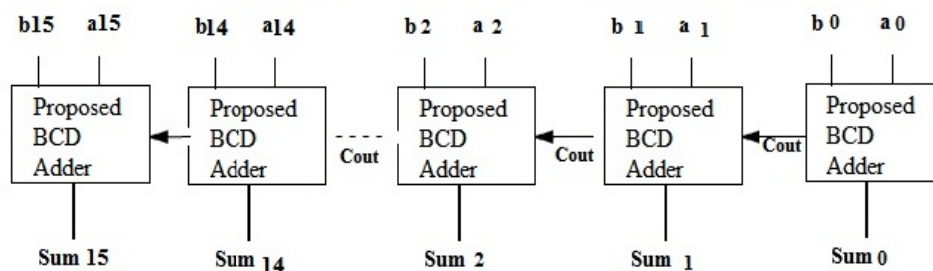 b15 a15 b14 a14 b 2 a 2 b 1 a 1 b 0 a 0
Proposed BCD Adder
Proposed BCD Adder
Cout
Proposed BCD Adder
Cout
Proposed BCD Adder
Cout
Proposed BCD Adder
Sum 15 Sum 14 Sum 2 Sum 1 Sum 0